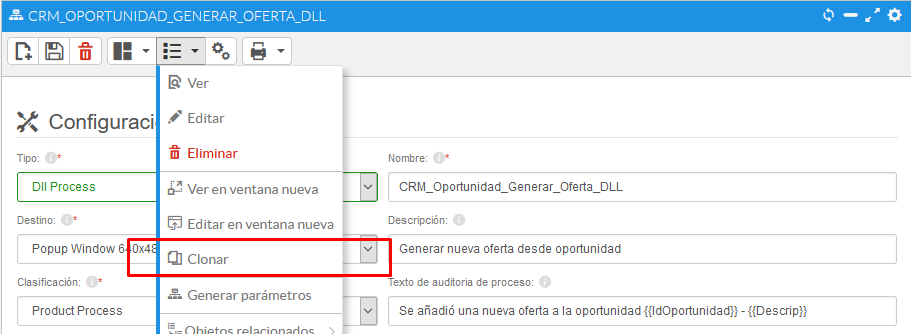 CRM_OPORTUNIDAD_GENERAR_OFERTA_DLL
Ver
Editar
Eliminar
Ver en ventana nueva
Editar en ventana nueva
Clonar
Generar parámetros
Objetos relacionados
Configuraci
Tipo: *
Dll Process
Nombre: *
CRM_Oportunidad_Generar_Oferta_DLL
Destino: *
Popup Window 640x48
Descripción:
Generar nueva oferta desde oportunidad
Clasificación: *
Product Process
Texto de auditoria de proceso:
Se añadió una nueva oferta a la oportunidad {{IdOportunidad}} - {{Descrip}}